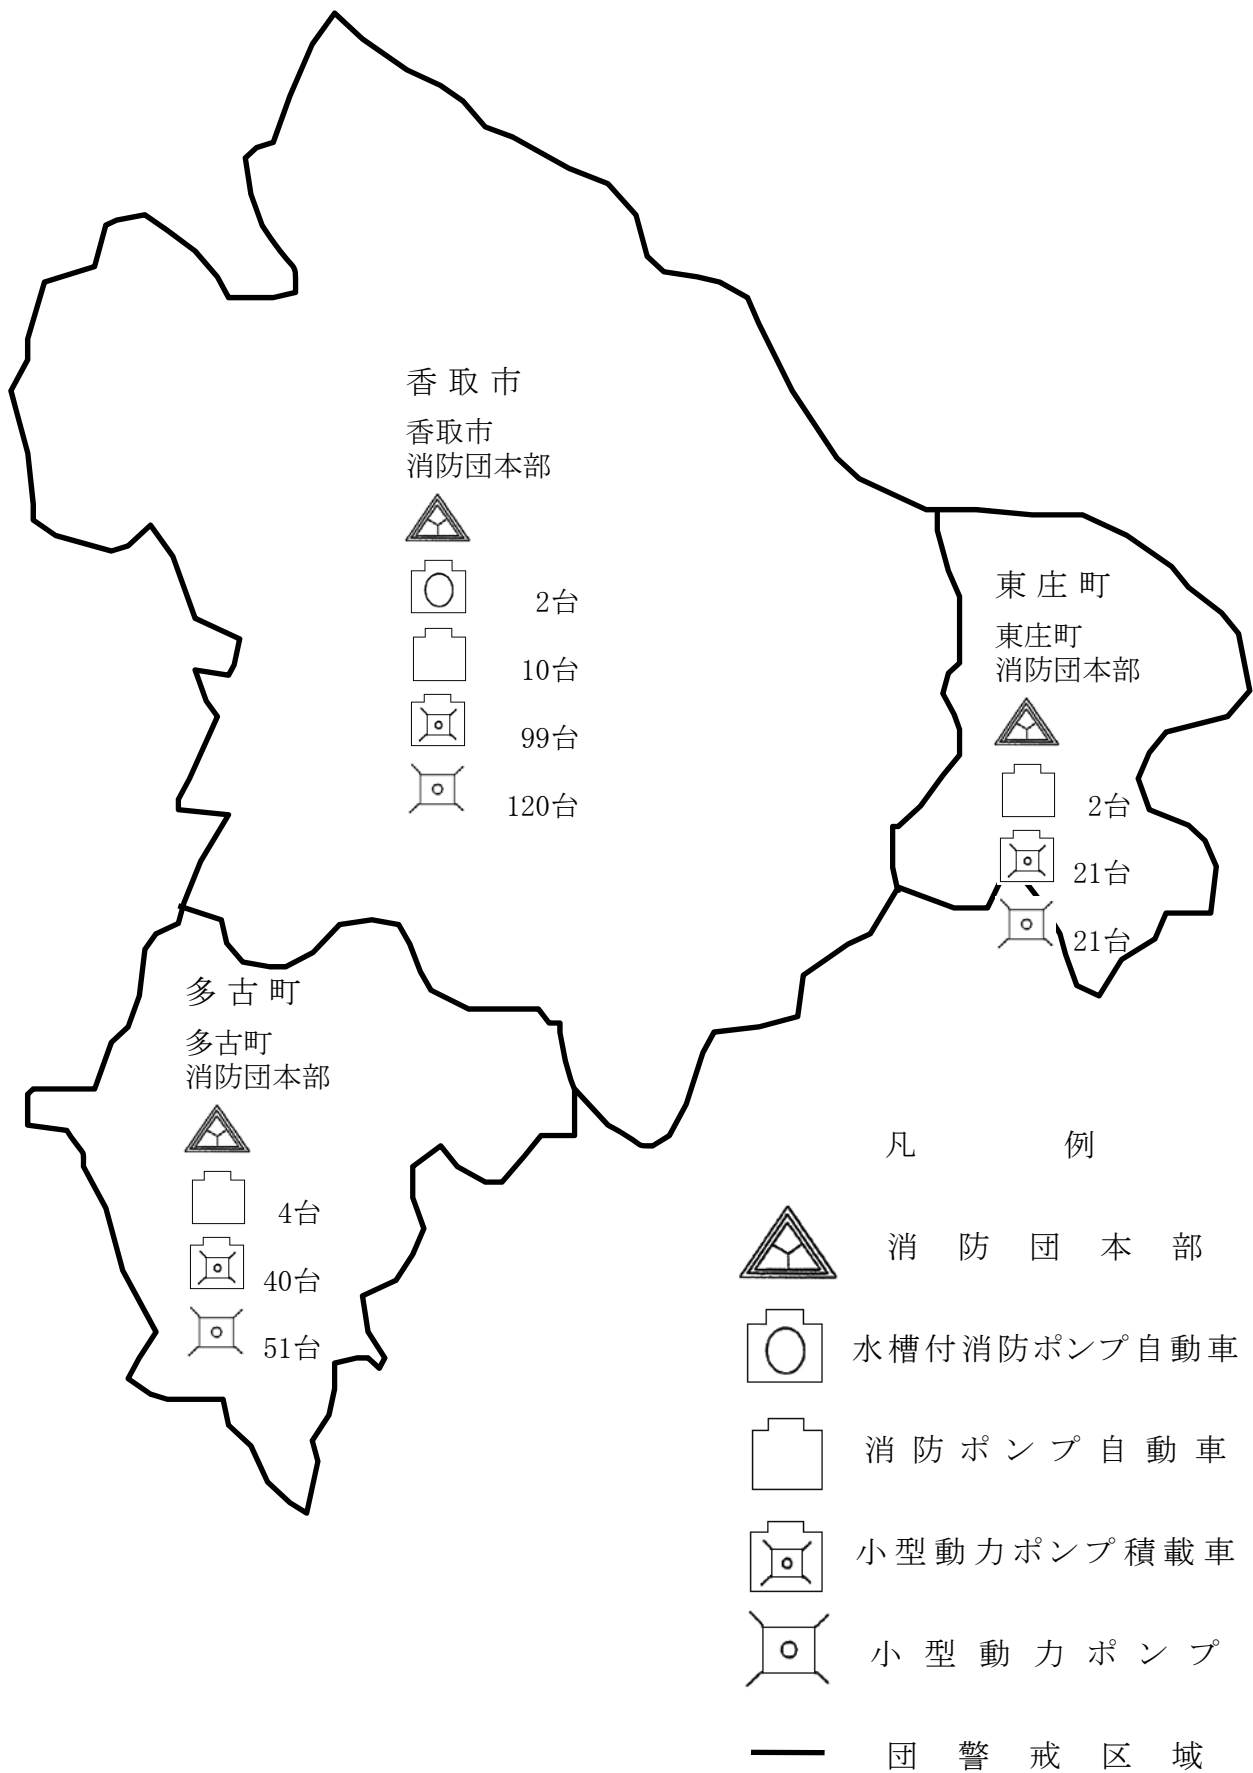 香取市
香取市
消防団本部
2台
10台
99台
120台
東庄町
東庄町
消防団本部
2台
21台
21台
多古町
多古町
消防団本部
4台
40台
51台
凡例
消防団本部
水槽付消防ポンプ自動車
消防ポンプ自動車
小型動力ポンプ積載車
小型動力ポンプ
団警戒区域